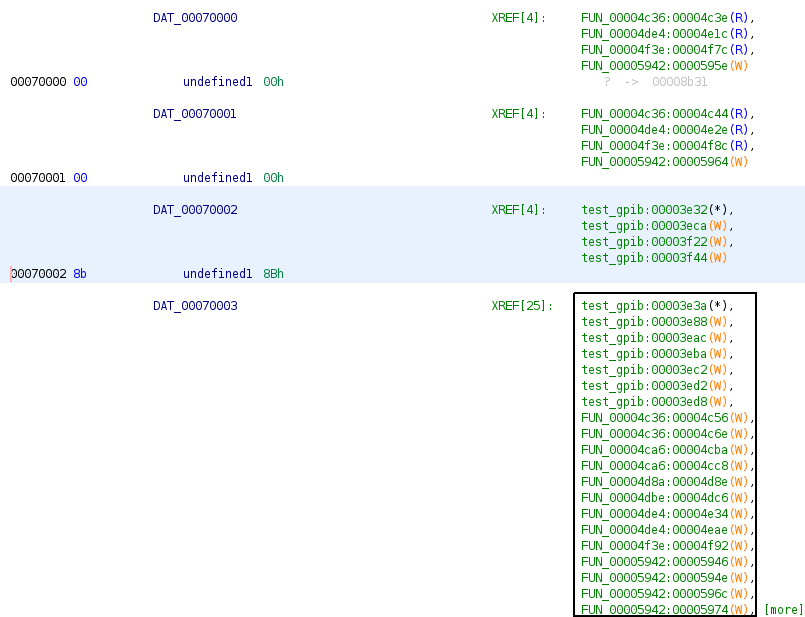 DAT_00070000 XREF[4]: FUN_00004c36:00004c3e(R),
FUN_00004de4:00004e1c(R),
FUN_00004f3e:00004f7c(R),
FUN_00005942:0000595e(W)
00070000 00 undefined1 00h ? -> 00008b31
DAT_00070001 XREF[4]: FUN_00004c36:00004c44(R),
FUN_00004de4:00004e2e(R),
FUN_00004f3e:00004f8c(R),
FUN_00005942:00005964(W)
00070001 00 undefined1 00h
DAT_00070002 XREF[4]: test_gpib:00003e32(*),
test_gpib:00003eca(W),
test_gpib:00003f22(W),
test_gpib:00003f44(W)
00070002 8b undefined1 8Bh
DAT_00070003 XREF[25]: test_gpib:00003e3a(*),
test_gpib:00003e88(W),
test_gpib:00003eac(W),
test_gpib:00003eba(W),
test_gpib:00003ec2(W),
test_gpib:00003ed2(W),
test_gpib:00003ed8(W),
FUN_00004c36:00004c56(W),
FUN_00004c36:00004c6e(W),
FUN_00004ca6:00004cba(W),
FUN_00004ca6:00004cc8(W),
FUN_00004d8a:00004d8e(W),
FUN_00004dbe:00004dc6(W),
FUN_00004de4:00004e34(W),
FUN_00004de4:00004eae(W),
FUN_00004f3e:00004f92(W),
FUN_00005942:00005946(W),
FUN_00005942:0000594e(W),
FUN_00005942:0000596c(W),
FUN_00005942:00005974(W), [more]